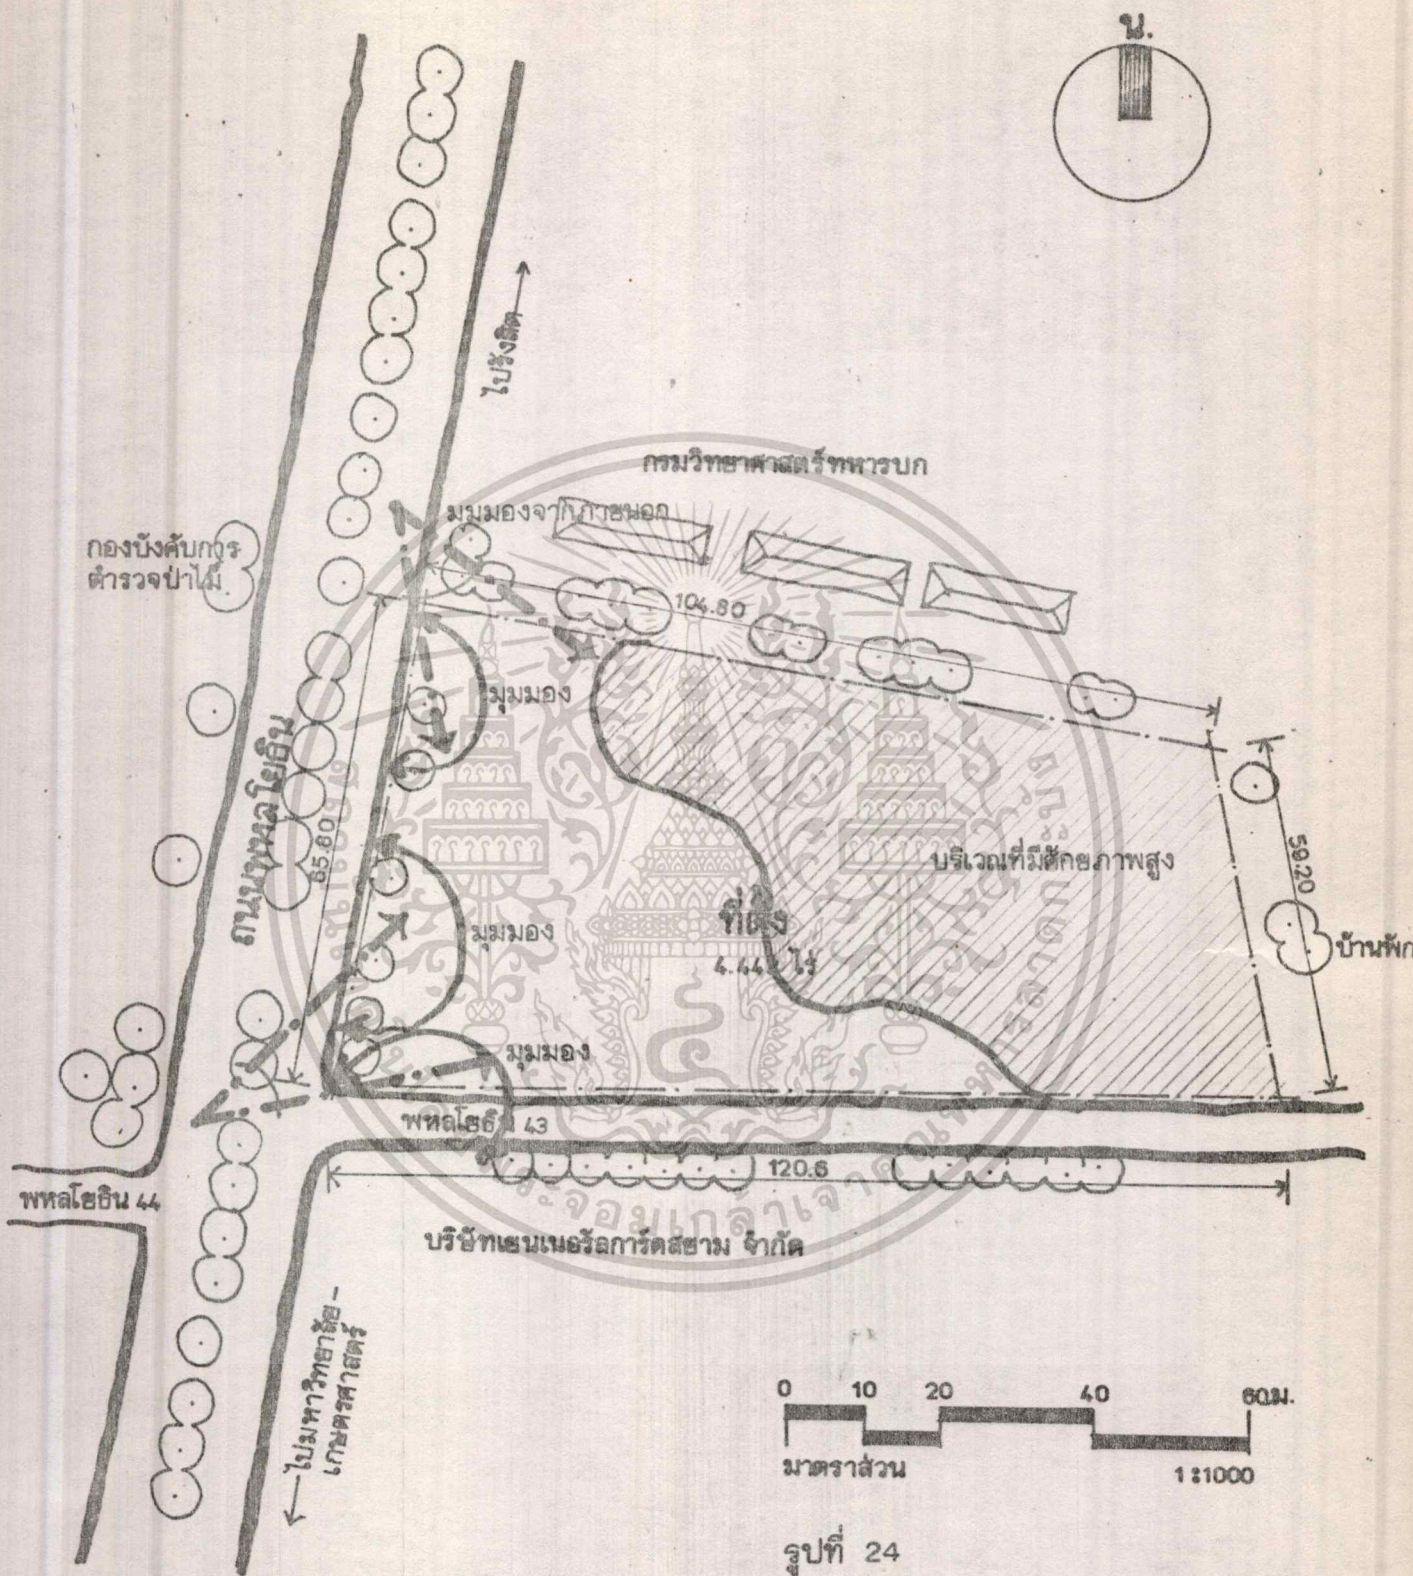 น.
ไปรังสิต
กรมวิทยาศาสตร์ทหารบก
มุมมองจากภายนอก
กองบังคับการ
ตำรวจป่าไม้
104.80
มุมมอง
ถนนพหลโยธิน
65.60
บริเวณที่มีศักยภาพสูง
59.20
มุมมอง
ที่ตั้ง
ไร่
บ้านพัก
มุมมอง
พหลโยธิน 43
120.6
พหลโยธิน 44
บริษัทเยนเนอรัลการ์ดสยาม จำกัด
ไปมหาวิทยาลัย-
เกษตรศาสตร์
0 10 20 40 60ม.
มาตราส่วน 1:1000
รูปที่ 24